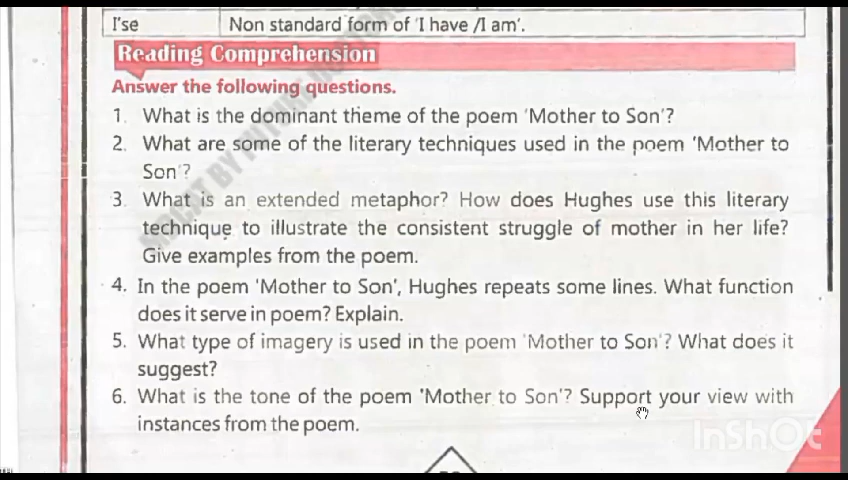 I'se Non standard form of 'I have /I am'.
Reading Comprehension
Answer the following questions.
1. What is the dominant theme of the poem 'Mother to Son'?
2. What are some of the literary techniques used in the poem 'Mother to
Son'?
3. What is an extended metaphor? How does Hughes use this literary
technique to illustrate the consistent struggle of mother in her life?
Give examples from the poem.
4. In the poem 'Mother to Son', Hughes repeats some lines. What function
does it serve in poem? Explain.
5. What type of imagery is used in the poem 'Mother to Son'? What does it
suggest?
6. What is the tone of the poem 'Mother to Son'? Support your view with
instances from the poem.
InShOt